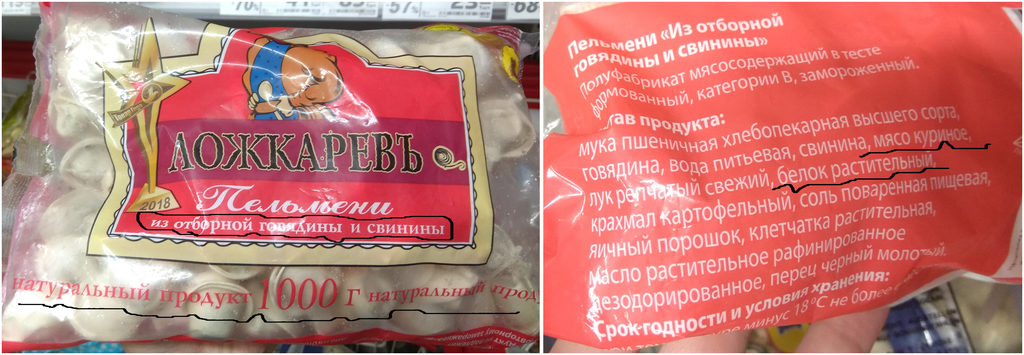 -70%
-57%
2018
ЛОЖКАРЕВЪ
Пельмени
из отборной говядины и свинины
натуральный продукт 1000 г натуральный
Пельмени «Из отборной
говядины и свинины»
Полуфабрикат мясосодержащий в тесте
формованный, категории В, замороженный.
став продукта:
мука пшеничная хлебопекарная высшего сорта,
говядина, вода питьевая, свинина, мясо куриное,
лук репчатый свежий, белок растительный,
крахмал картофельный, соль поваренная пищевая,
яичный порошок, клетчатка растительная,
масло растительное рафинированное
дезодорированное, перец черный молотый.
Срок годности и условия хранения:
минус 18°С не более